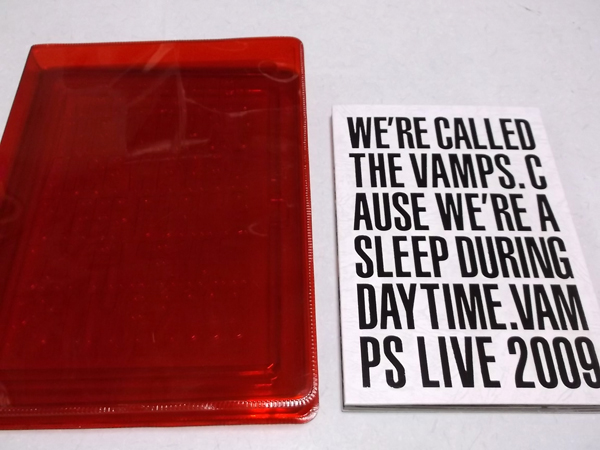 WE'RE CALLED
THE VAMPS. C
AUSE WE'RE A
SLEEP DURING
DAYTIME.VAM
PS LIVE 2009